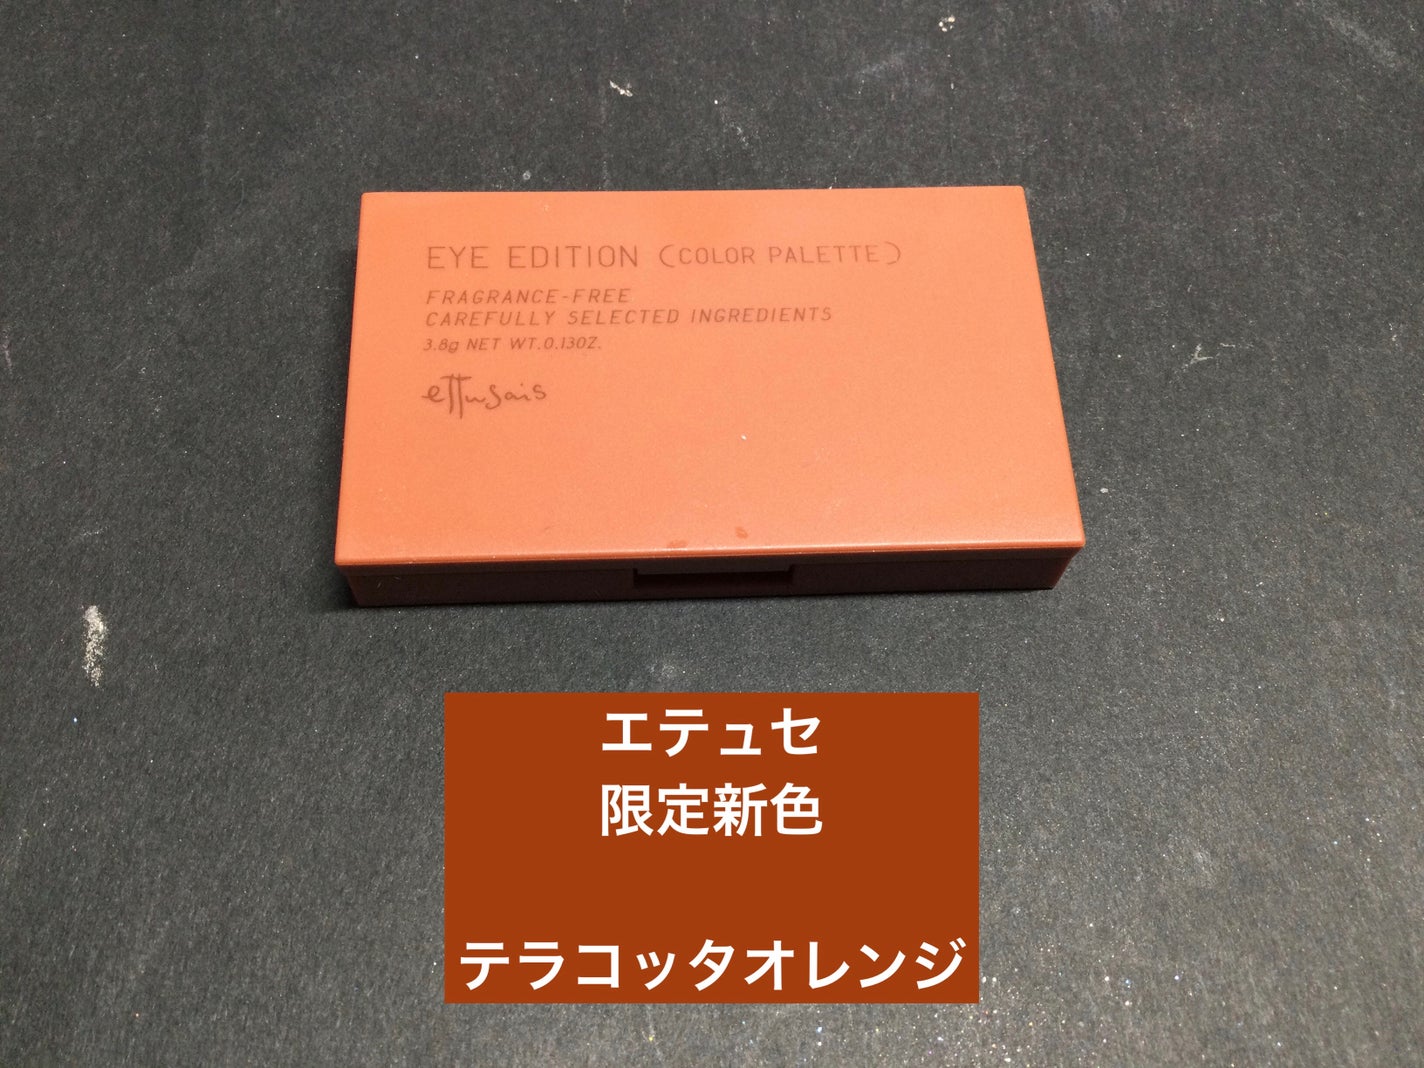 EYE EDITION (COLOR PALETTE)
FRAGRANCE-FREE
CAREFULLY SELECTED INGREDIENTS
3.8g NET WT.0.13OZ.
ettusais
エテュセ
限定新色
テラコッタオレンジ